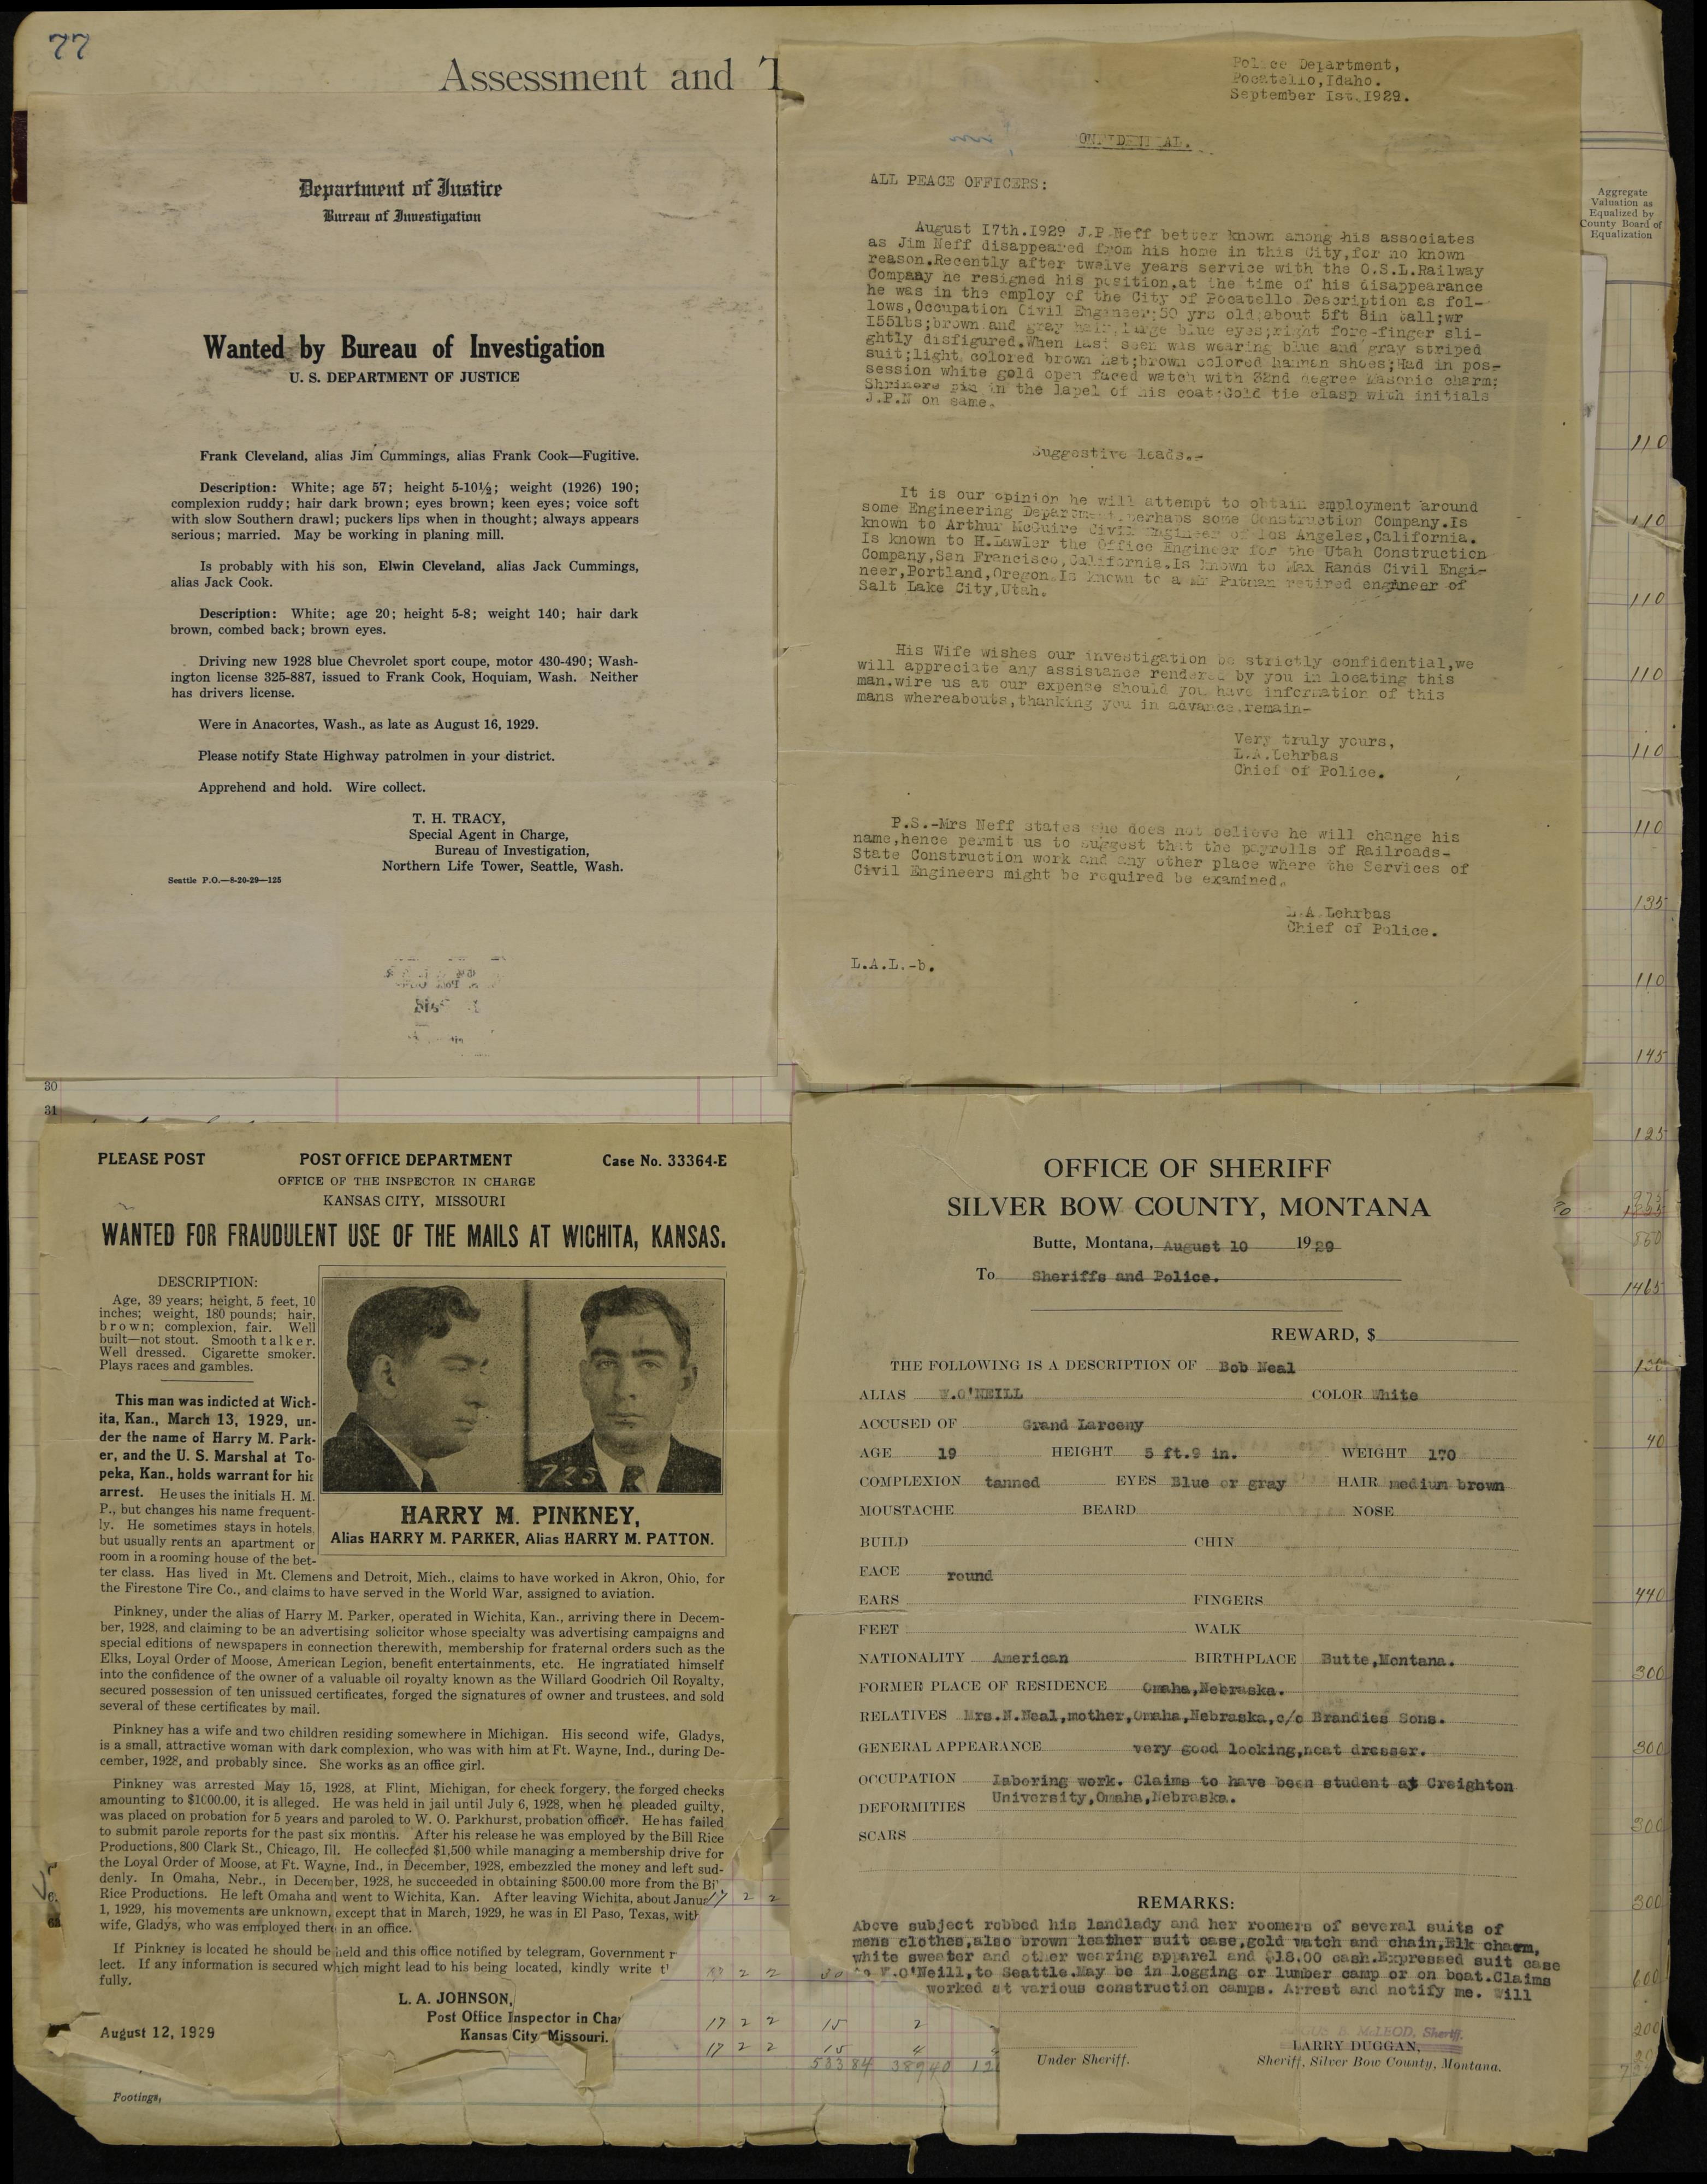 77
Assessment and T
Department of Justice
Bureau of Investigation
Wanted by Bureau of Investigation
U. S. DEPARTMENT OF JUSTICE
Frank Cleveland, alias Jim Cummings, alias Frank Cook—Fugitive.
Description: White; age 57; height 5-10½; weight (1926) 190;
complexion ruddy; hair dark brown; eyes brown; keen eyes; voice soft
with slow Southern drawl; puckers lips when in thought; always appears
serious; married. May be working in planing mill.
Is probably with his son, Elwin Cleveland, alias Jack Cummings,
alias Jack Cook.
Description: White; age 20; height 5-8; weight 140; hair dark
brown, combed back; brown eyes.
Driving new 1928 blue Chevrolet sport coupe, motor 430-490; Wash-
ington license 325-887, issued to Frank Cook, Hoquiam, Wash. Neither
has drivers license.
Were in Anacortes, Wash., as late as August 16, 1929.
Please notify State Highway patrolmen in your district.
Apprehend and hold. Wire collect.
T. H. TRACY,
Special Agent in Charge,
Bureau of Investigation,
Northern Life Tower, Seattle, Wash.
Seattle P.O.—8-20-29—125
Police Department,
Pocatello,Idaho.
September 1st.1929.
ONFIDENTIAL.
ALL PEACE OFFICERS:
August 17th.1929 J.P.Neff better known among his associates
as Jim Neff disappeared from his home in this City,for no known
reason.Recently after twelve years service with the O.S.L.Railway
Company he resigned his position,at the time of his disappearance
he was in the employ of the City of Pocatello.Description as fol-
lows,Occupation Civil Engineer;50 yrs old;about 5ft 8in tall;wr
155lbs;brown and gray hair,large blue eyes;right fore-finger sli-
ghtly disfigured.When last seen was wearing blue and gray striped
suit;light colored brown hat;brown colored hannan shoes;Had in pos-
session white gold open faced watch with 32nd degree Masonic charm;
Shriners pin in the lapel of his coat;Gold tie clasp with initials
J.P.N on same.
Suggestive leads.-
It is our opinion he will attempt to obtain employment around
some Engineering Department,perhaps some Construction Company.Is
known to Arthur McGuire Civil Engineer of Los Angeles,California.
Is known to H.Lawler the Office Engineer for the Utah Construction
Company,San Francisco,California.Is known to Max Rands Civil Engi-
neer,Portland,Oregon.Is known to a Mr Putnan retired engineer of
Salt Lake City,Utah.
His Wife wishes our investigation be strictly confidential,we
will appreciate any assistance rendered by you in locating this
man.wire us at our expense should you have information of this
mans whereabouts,thanking you in advance.remain-
Very truly yours,
L.A.Lehrbas
Chief of Police.
P.S.-Mrs Neff states she does not believe he will change his
name,hence permit us to suggest that the payrolls of Railroads-
State Construction work and any other place where the Services of
Civil Engineers might be required be examined.
L.A.Lehrbas
Chief of Police.
L.A.L.-b.
Aggregate
Valuation as
Equalized by
County Board of
Equalization
110
110
110
110
110
110
135
110
145
125
1465
40
440
300
300
300
300
600
200
30
31
PLEASE POST
POST OFFICE DEPARTMENT
Case No. 33364-E
OFFICE OF THE INSPECTOR IN CHARGE
KANSAS CITY, MISSOURI
WANTED FOR FRAUDULENT USE OF THE MAILS AT WICHITA, KANSAS.
DESCRIPTION:
Age, 39 years; height, 5 feet, 10
inches; weight, 180 pounds; hair,
brown; complexion, fair. Well
built—not stout. Smooth talker.
Well dressed. Cigarette smoker.
Plays races and gambles.
This man was indicted at Wich-
ita, Kan., March 13, 1929, un-
der the name of Harry M. Park-
er, and the U. S. Marshal at To-
peka, Kan., holds warrant for his
arrest. He uses the initials H. M.
P., but changes his name frequent-
ly. He sometimes stays in hotels,
but usually rents an apartment or
room in a rooming house of the bet-
725
HARRY M. PINKNEY,
Alias HARRY M. PARKER, Alias HARRY M. PATTON.
ter class. Has lived in Mt. Clemens and Detroit, Mich., claims to have worked in Akron, Ohio, for
the Firestone Tire Co., and claims to have served in the World War, assigned to aviation.
Pinkney, under the alias of Harry M. Parker, operated in Wichita, Kan., arriving there in Decem-
ber, 1928, and claiming to be an advertising solicitor whose specialty was advertising campaigns and
special editions of newspapers in connection therewith, membership for fraternal orders such as the
Elks, Loyal Order of Moose, American Legion, benefit entertainments, etc. He ingratiated himself
into the confidence of the owner of a valuable oil royalty known as the Willard Goodrich Oil Royalty,
secured possession of ten unissued certificates, forged the signatures of owner and trustees, and sold
several of these certificates by mail.
Pinkney has a wife and two children residing somewhere in Michigan. His second wife, Gladys,
is a small, attractive woman with dark complexion, who was with him at Ft. Wayne, Ind., during De-
cember, 1928, and probably since. She works as an office girl.
Pinkney was arrested May 15, 1928, at Flint, Michigan, for check forgery, the forged checks
amounting to $1000.00, it is alleged. He was held in jail until July 6, 1928, when he pleaded guilty,
was placed on probation for 5 years and paroled to W. O. Parkhurst, probation officer. He has failed
to submit parole reports for the past six months. After his release he was employed by the Bill Rice
Productions, 800 Clark St., Chicago, Ill. He collected $1,500 while managing a membership drive for
the Loyal Order of Moose, at Ft. Wayne, Ind., in December, 1928, embezzled the money and left sud-
denly. In Omaha, Nebr., in December, 1928, he succeeded in obtaining $500.00 more from the Bi
Rice Productions. He left Omaha and went to Wichita, Kan. After leaving Wichita, about Janu
1, 1929, his movements are unknown, except that in March, 1929, he was in El Paso, Texas, with
wife, Gladys, who was employed there in an office.
If Pinkney is located he should be held and this office notified by telegram, Government r
lect. If any information is secured which might lead to his being located, kindly write t
fully.
L. A. JOHNSON,
Post Office Inspector in Char
Kansas City Missouri.
August 12, 1929
17 2 2
17 2 2 15 2
17 2 2 15 4
Footings,
OFFICE OF SHERIFF
SILVER BOW COUNTY, MONTANA
Butte, Montana, August 10 1929
To Sheriffs and Police.
REWARD, $
THE FOLLOWING IS A DESCRIPTION OF Bob Neal
ALIAS W.O'NEILL COLOR White
ACCUSED OF Grand Larceny
AGE 19 HEIGHT 5 ft.9 in. WEIGHT 170
COMPLEXION tanned EYES Blue or gray HAIR medium brown
MOUSTACHE BEARD NOSE
BUILD CHIN
FACE round
EARS FINGERS
FEET WALK
NATIONALITY American BIRTHPLACE Butte,Montana.
FORMER PLACE OF RESIDENCE Omaha,Nebraska.
RELATIVES Mrs.N.Neal,mother,Omaha,Nebraska,c/o Brandies Sons.
GENERAL APPEARANCE very good looking,neat dresser.
OCCUPATION Laboring work. Claims to have been student at Creighton
University,Omaha,Nebraska.
DEFORMITIES
SCARS
REMARKS:
Above subject robbed his landlady and her roomers of several suits of
mens clothes,also brown leather suit case,gold watch and chain,Elk charm,
white sweater and other wearing apparel and $18.00 cash.Expressed suit case
to W.O'Neill,to Seattle.May be in logging or lumber camp or on boat.Claims
worked at various construction camps. Arrest and notify me. Will
ANGUS B. McLEOD, Sheriff.
LARRY DUGGAN,
Under Sheriff.
Sheriff, Silver Bow County, Montana.